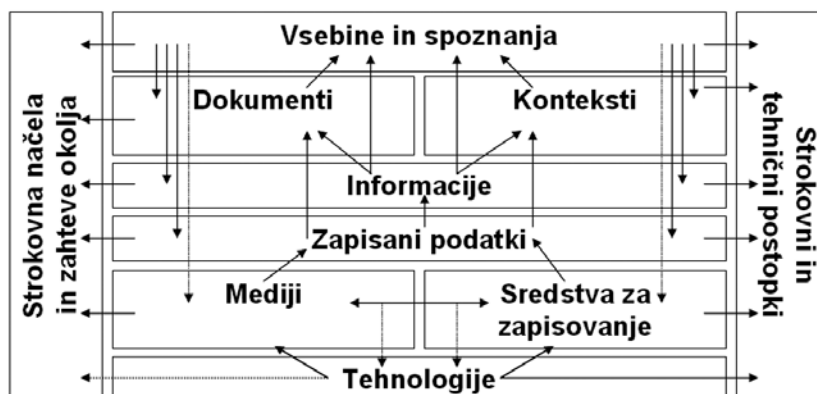 Vsebine in spoznanja
Dokumenti
Konteksti
Informacije
Zapisani podatki
Mediji
Sredstva za
zapisovanje
Tehnologije
Strokovna načela
in zahteve okolja
Strokovni in
tehnični postopki